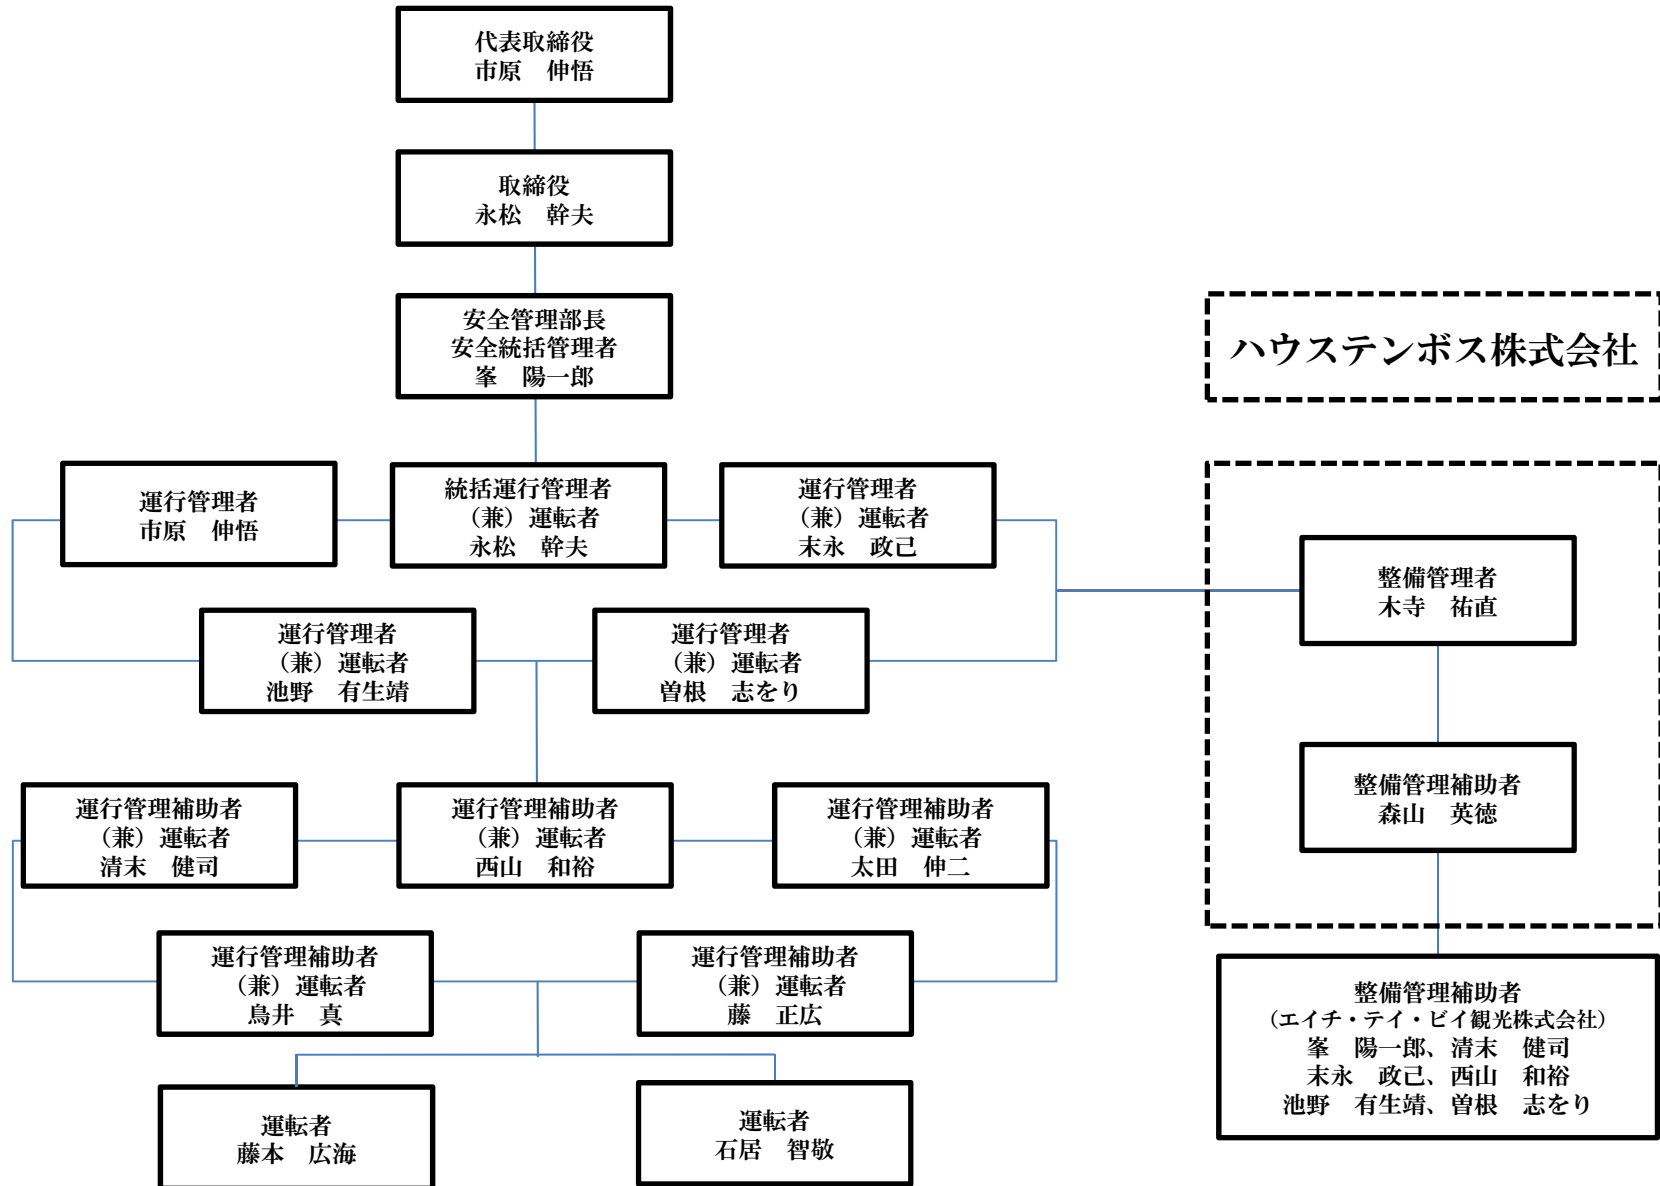 代表取締役
市原　伸悟
取締役
永松　幹夫
安全管理部長
安全統括管理者
峯　陽一郎
ハウステンボス株式会社
運行管理者
市原　伸悟
統括運行管理者
（兼）運転者
永松　幹夫
運行管理者
（兼）運転者
末永　政己
整備管理者
木寺　祐直
運行管理者
（兼）運転者
池野　有生靖
運行管理者
（兼）運転者
曽根　志をり
整備管理補助者
森山　英徳
運行管理補助者
（兼）運転者
清末　健司
運行管理補助者
（兼）運転者
西山　和裕
運行管理補助者
（兼）運転者
太田　伸二
運行管理補助者
（兼）運転者
鳥井　真
運行管理補助者
（兼）運転者
藤　正広
整備管理補助者
（エイチ・テイ・ビイ観光株式会社）
峯　陽一郎、清末　健司
末永　政己、西山　和裕
池野　有生靖、曽根　志をり
運転者
藤本　広海
運転者
石居　智敬